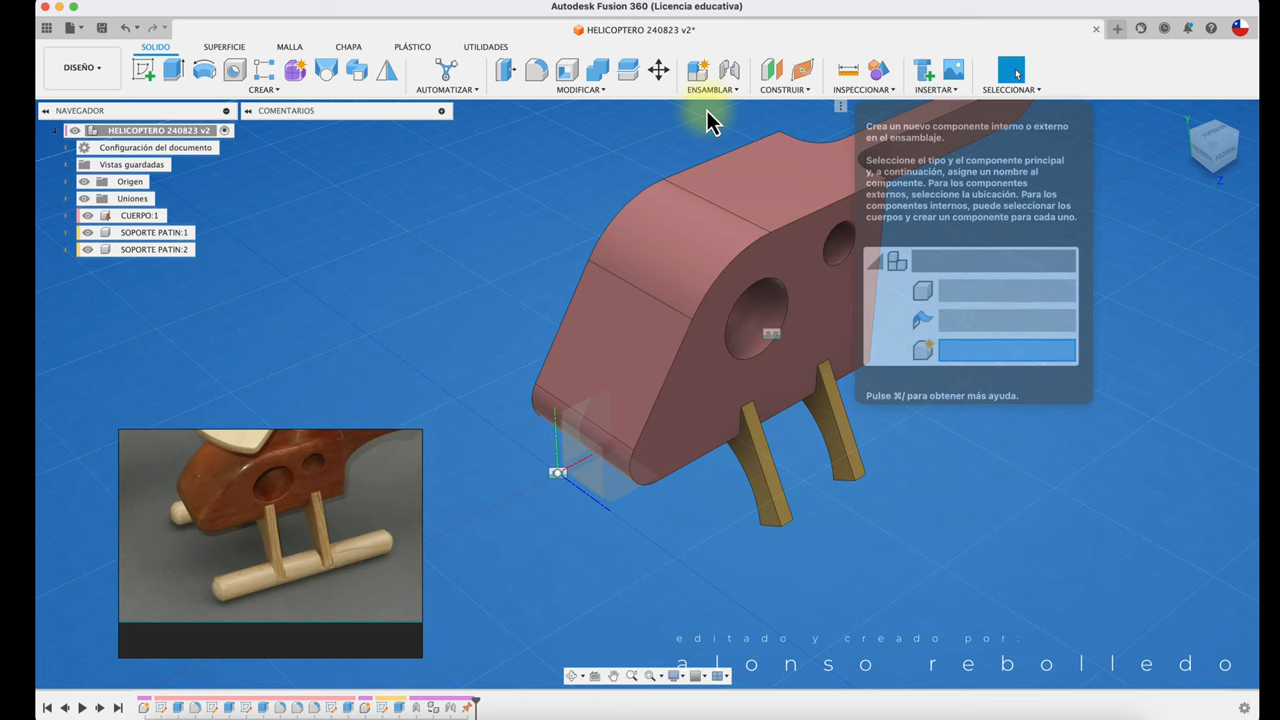 Autodesk Fusion 360 (Licencia educativa)
HELICOPTERO 240823 v2*
DISEÑO
SOLIDO
SUPERFICIE
MALLA
CHAPA
PLÁSTICO
UTILIDADES
CREAR
AUTOMATIZAR
MODIFICAR
ENSAMBLAR
CONSTRUIR
INSPECCIONAR
INSERTAR
SELECCIONAR
NAVEGADOR
COMENTARIOS
HELICOPTERO 240823 v2
Configuración del documento
Vistas guardadas
Origen
Uniones
CUERPO:1
SOPORTE PATIN:1
SOPORTE PATIN:2
Crea un nuevo componente interno o externo
en el ensamblaje.
Seleccione el tipo y el componente principal
y, a continuación, asigne un nombre al
componente. Para los componentes
externos, seleccione la ubicación. Para los
componentes internos, puede seleccionar los
cuerpos y crear un componente para cada uno.
Pulse ⌘/ para obtener más ayuda.
Y
Z
editado y creado por:
alonso rebolledo